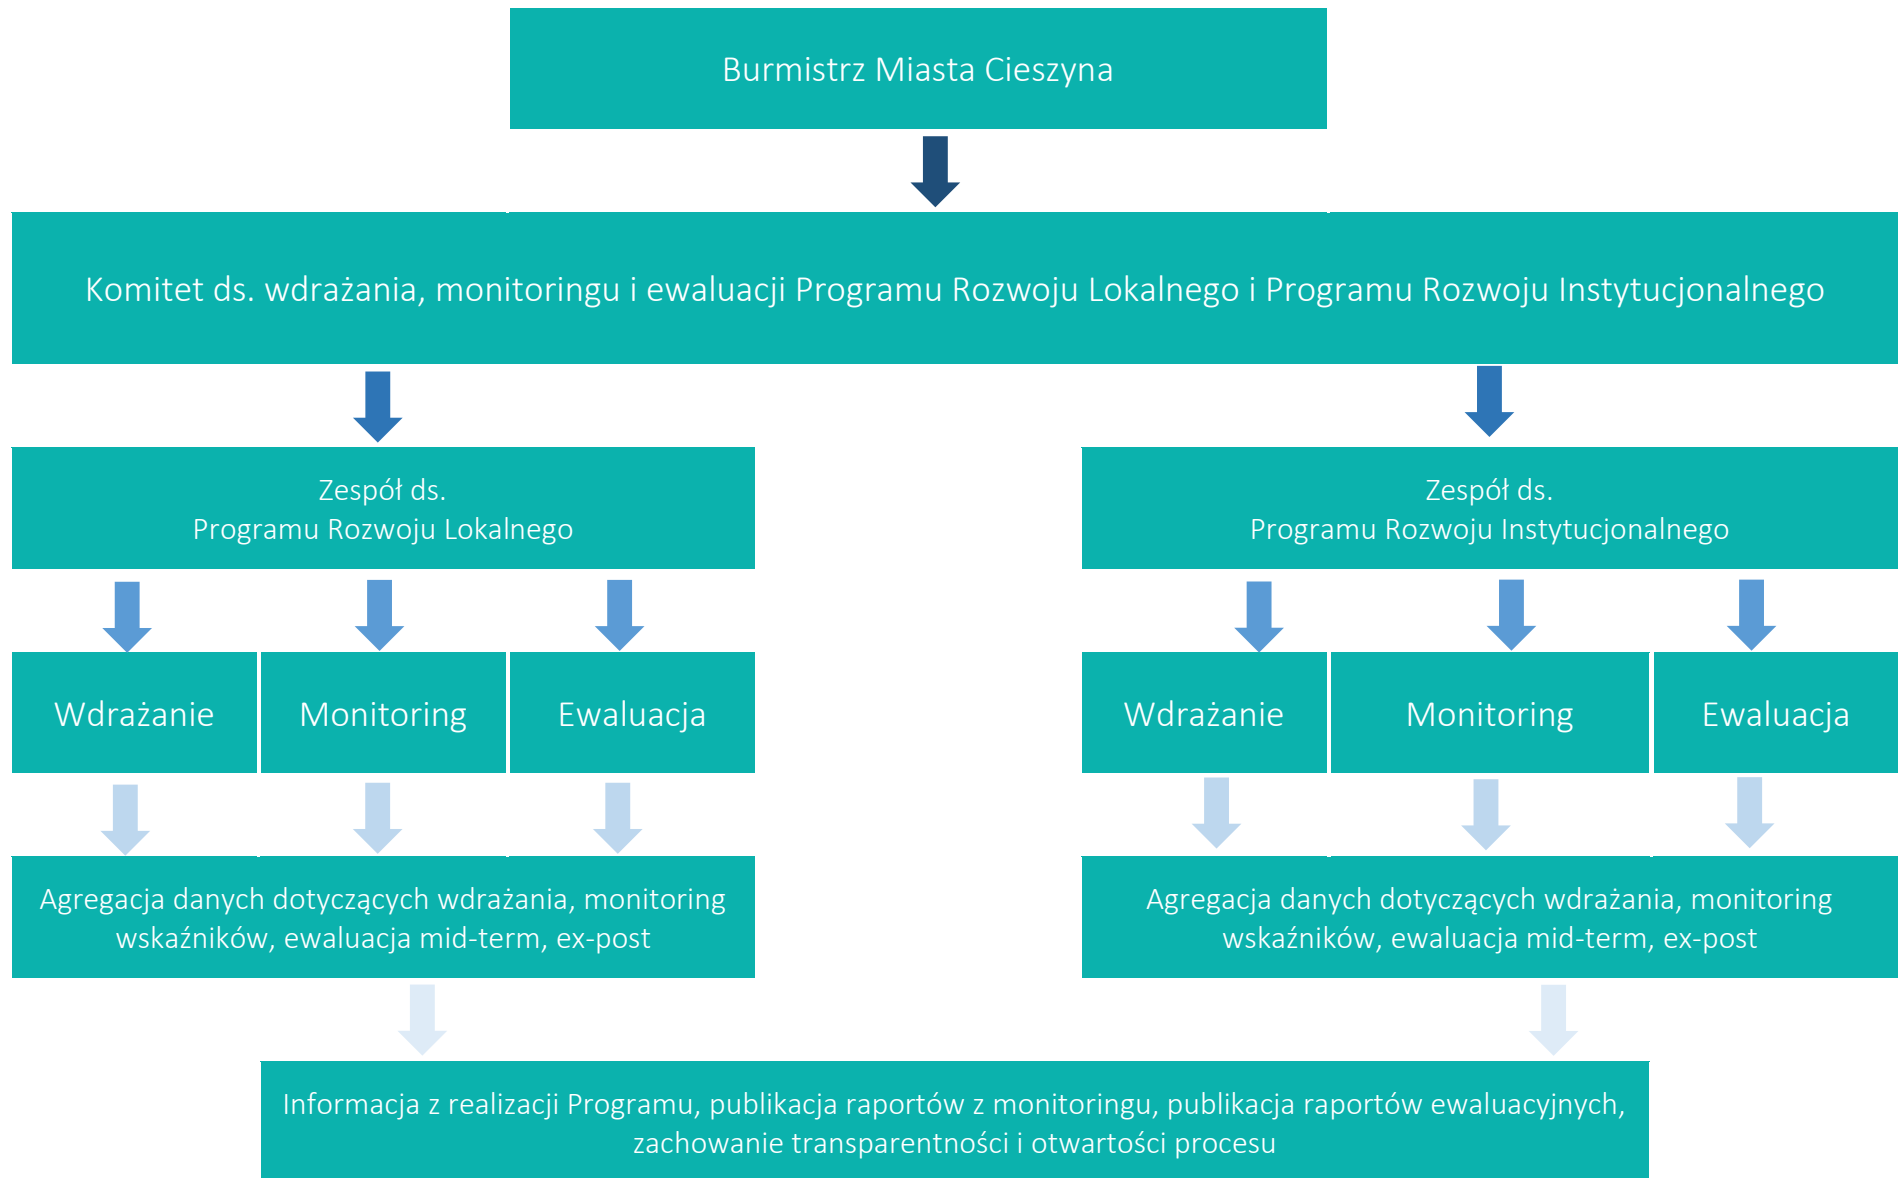 Burmistrz Miasta Cieszyna
Komitet ds. wdrażania, monitoringu i ewaluacji Programu Rozwoju Lokalnego i Programu Rozwoju Instytucjonalnego
Zespół ds.
Programu Rozwoju Lokalnego
Zespół ds.
Programu Rozwoju Instytucjonalnego
Wdrażanie
Monitoring
Ewaluacja
Wdrażanie
Monitoring
Ewaluacja
Agregacja danych dotyczących wdrażania, monitoring
wskaźników, ewaluacja mid-term, ex-post
Agregacja danych dotyczących wdrażania, monitoring
wskaźników, ewaluacja mid-term, ex-post
Informacja z realizacji Programu, publikacja raportów z monitoringu, publikacja raportów ewaluacyjnych,
zachowanie transparentności i otwartości procesu